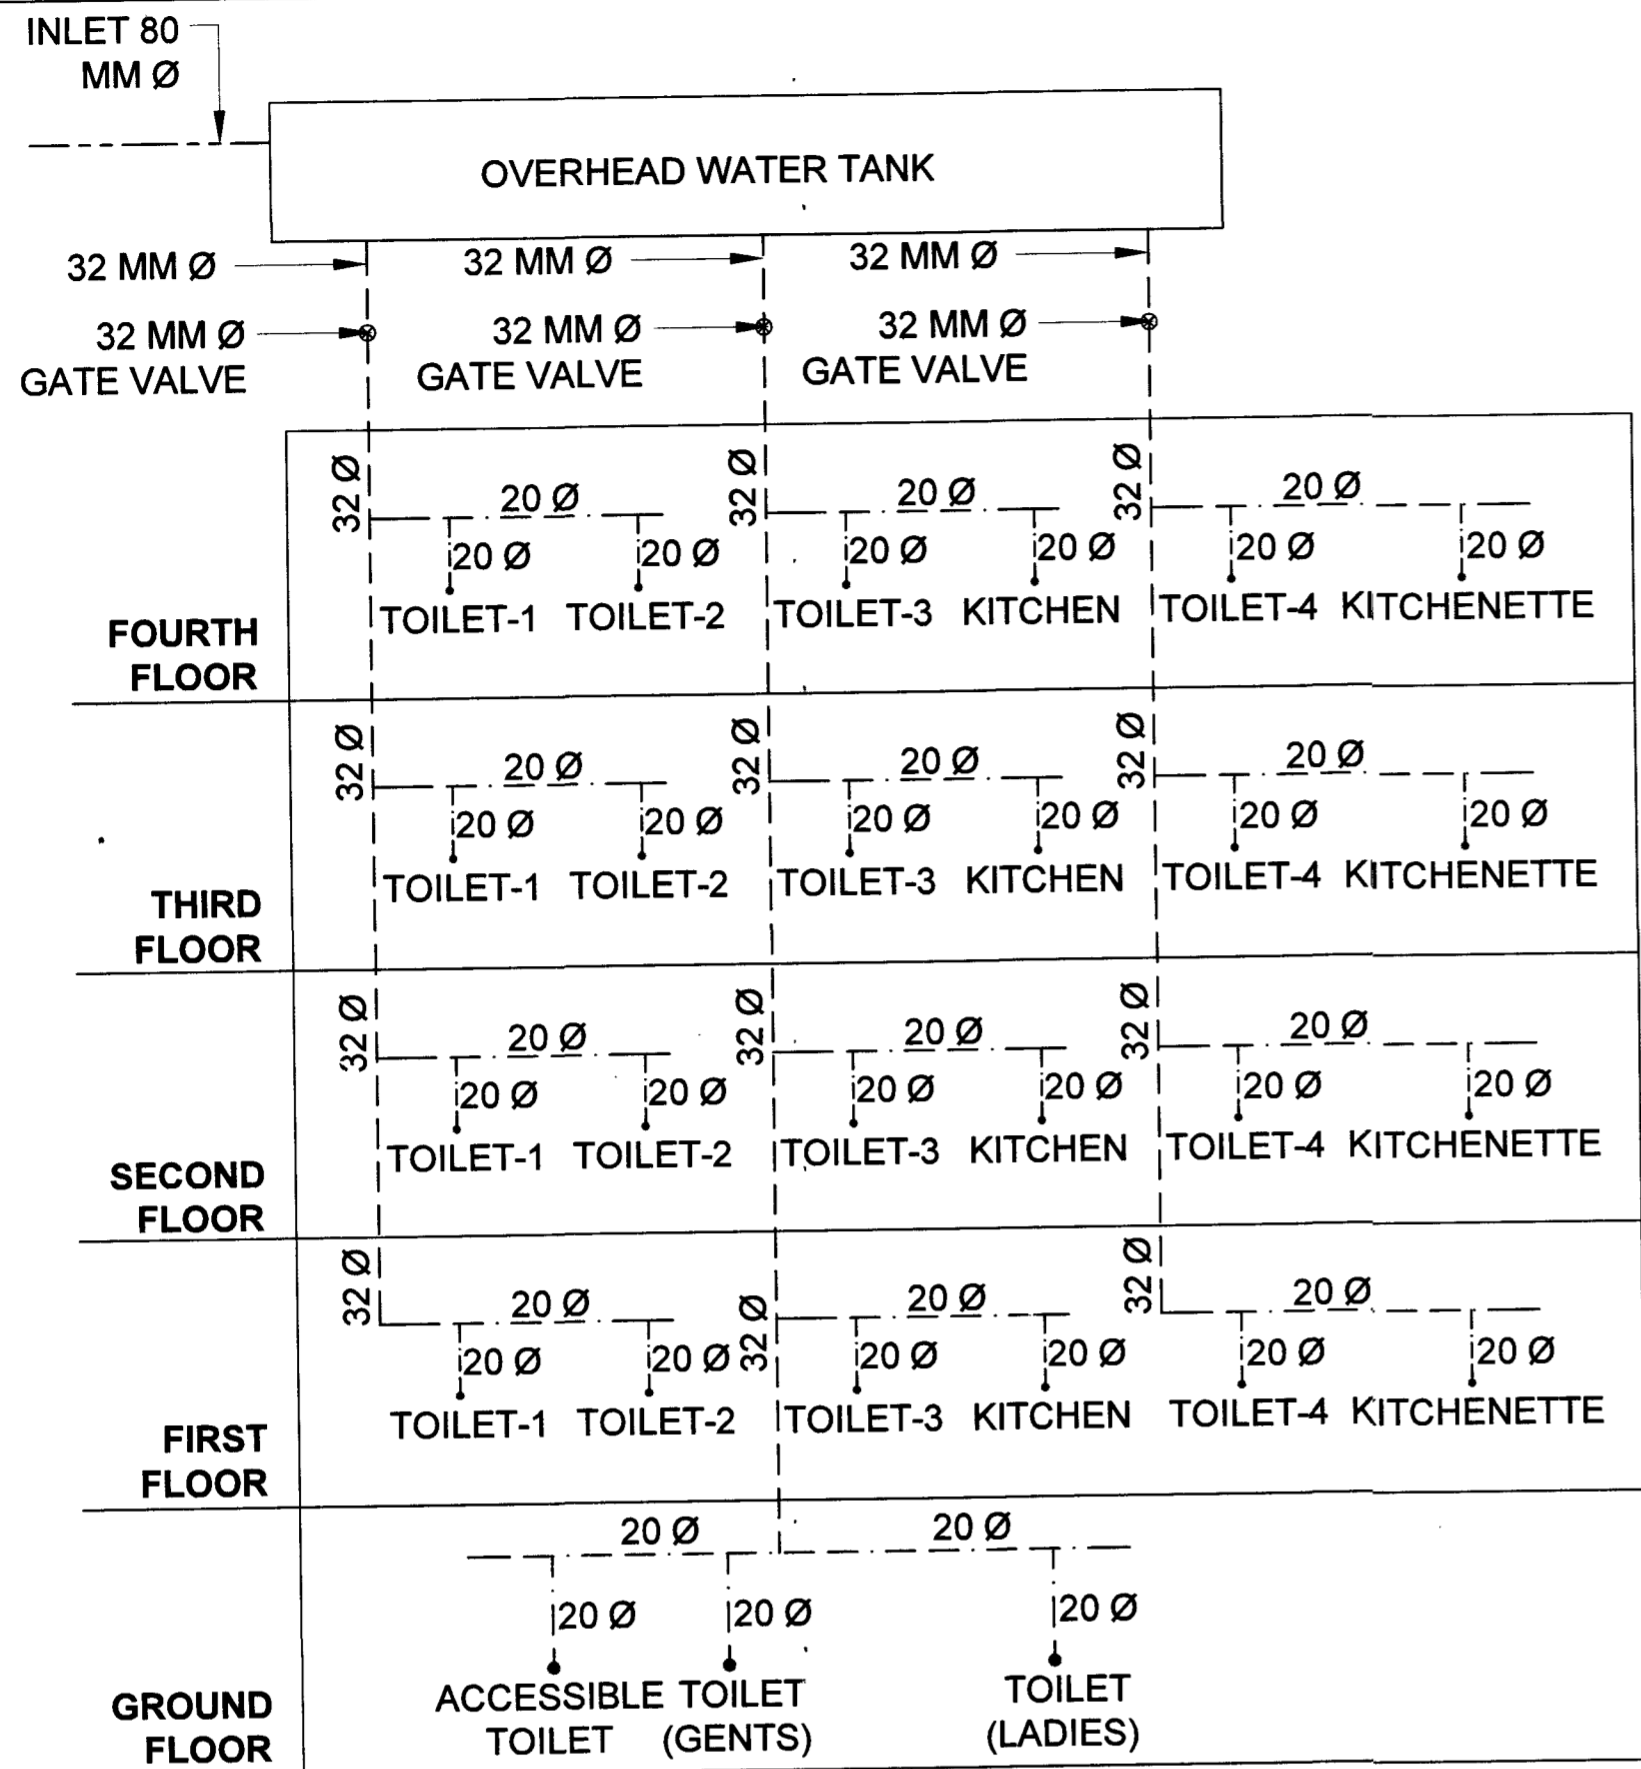 INLET 80
MM Ø
OVERHEAD WATER TANK
32 MM Ø 32 MM Ø 32 MM Ø
32 MM Ø 32 MM Ø 32 MM Ø
GATE VALVE GATE VALVE GATE VALVE
32 Ø 20 Ø 32 Ø 20 Ø 32 Ø 20 Ø
20 Ø 20 Ø 20 Ø 20 Ø 20 Ø 20 Ø
TOILET-1 TOILET-2 TOILET-3 KITCHEN TOILET-4 KITCHENETTE
FOURTH
FLOOR
32 Ø 20 Ø 32 Ø 20 Ø 32 Ø 20 Ø
20 Ø 20 Ø 20 Ø 20 Ø 20 Ø 20 Ø
TOILET-1 TOILET-2 TOILET-3 KITCHEN TOILET-4 KITCHENETTE
THIRD
FLOOR
32 Ø 20 Ø 32 Ø 20 Ø 32 Ø 20 Ø
20 Ø 20 Ø 20 Ø 20 Ø 20 Ø 20 Ø
TOILET-1 TOILET-2 TOILET-3 KITCHEN TOILET-4 KITCHENETTE
SECOND
FLOOR
32 Ø 20 Ø 32 Ø 20 Ø 32 Ø 20 Ø
20 Ø 20 Ø 20 Ø 20 Ø 20 Ø 20 Ø
TOILET-1 TOILET-2 TOILET-3 KITCHEN TOILET-4 KITCHENETTE
FIRST
FLOOR
20 Ø 20 Ø
20 Ø 20 Ø 20 Ø
ACCESSIBLE TOILET TOILET
TOILET (GENTS) (LADIES)
GROUND
FLOOR